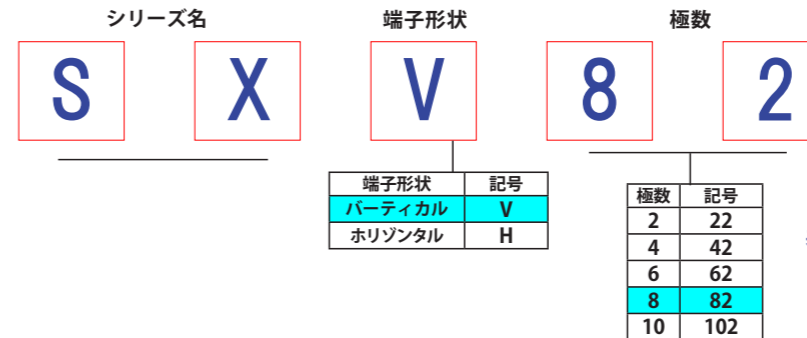 シリーズ名 端子形状 極数
S X V 8 2
端子形状 記号
バーティカル V
ホリゾンタル H
極数 記号
2 22
4 42
6 62
8 82
10 102